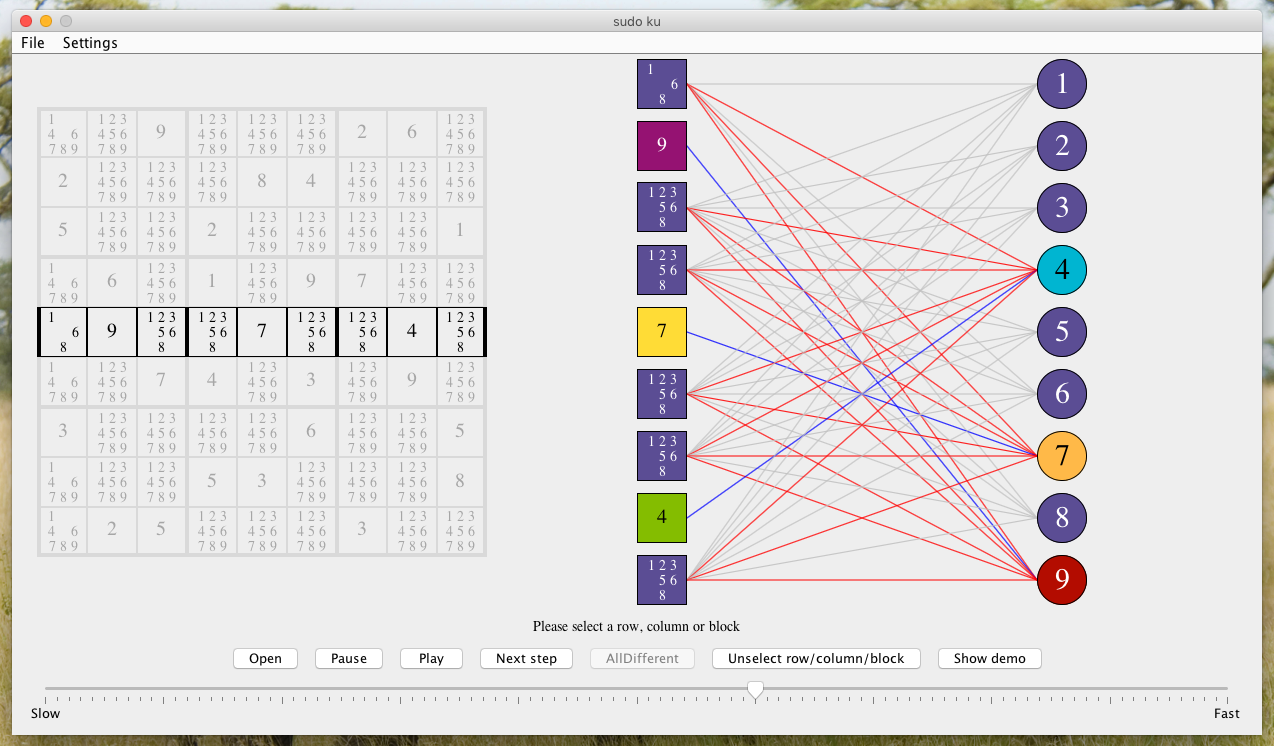 sudo ku
File Settings
1 1 2 3 1 2 3 1 2 3 1 2 3 1 2 3
4 6 4 5 6 9 4 5 6 4 5 6 4 5 6 2 6 4 5 6
7 8 9 7 8 9 7 8 9 7 8 9 7 8 9 7 8 9
1 2 3 1 2 3 1 2 3 1 2 3 1 2 3 1 2 3
2 4 5 6 4 5 6 4 5 6 8 4 4 5 6 4 5 6 4 5 6
7 8 9 7 8 9 7 8 9 7 8 9 7 8 9 7 8 9
1 2 3 1 2 3 1 2 3 1 2 3 1 2 3 1 2 3
5 4 5 6 4 5 6 2 4 5 6 4 5 6 4 5 6 4 5 6 1
7 8 9 7 8 9 7 8 9 7 8 9 7 8 9 7 8 9
1 1 2 3 1 2 3 1 2 3 1 2 3
4 6 6 4 5 6 1 4 5 6 9 7 4 5 6 4 5 6
7 8 9 7 8 9 7 8 9 7 8 9 7 8 9
1 1 2 3 1 2 3 1 2 3 1 2 3 1 2 3
6 9 5 6 5 6 7 5 6 5 6 4 5 6
8 8 8 8 8 8
1 1 2 3 1 2 3 1 2 3 1 2 3
4 6 4 5 6 7 4 4 5 6 3 4 5 6 9 4 5 6
7 8 9 7 8 9 7 8 9 7 8 9 7 8 9
1 2 3 1 2 3 1 2 3 1 2 3 1 2 3 1 2 3
3 4 5 6 4 5 6 4 5 6 4 5 6 6 4 5 6 4 5 6 5
7 8 9 7 8 9 7 8 9 7 8 9 7 8 9 7 8 9
1 1 2 3 1 2 3 1 2 3 1 2 3 1 2 3
4 6 4 5 6 4 5 6 5 3 4 5 6 4 5 6 4 5 6 8
7 8 9 7 8 9 7 8 9 7 8 9 7 8 9 7 8 9
1 1 2 3 1 2 3 1 2 3 1 2 3 1 2 3
4 6 2 5 4 5 6 4 5 6 4 5 6 3 4 5 6 4 5 6
7 8 9 7 8 9 7 8 9 7 8 9 7 8 9 7 8 9
1
6
8
9
1 2 3
5 6
8
1 2 3
5 6
8
7
1 2 3
5 6
8
1 2 3
5 6
8
4
1 2 3
5 6
8
1
2
3
4
5
6
7
8
9
Please select a row, column or block
Open Pause Play Next step AllDifferent Unselect row/column/block Show demo
Slow Fast